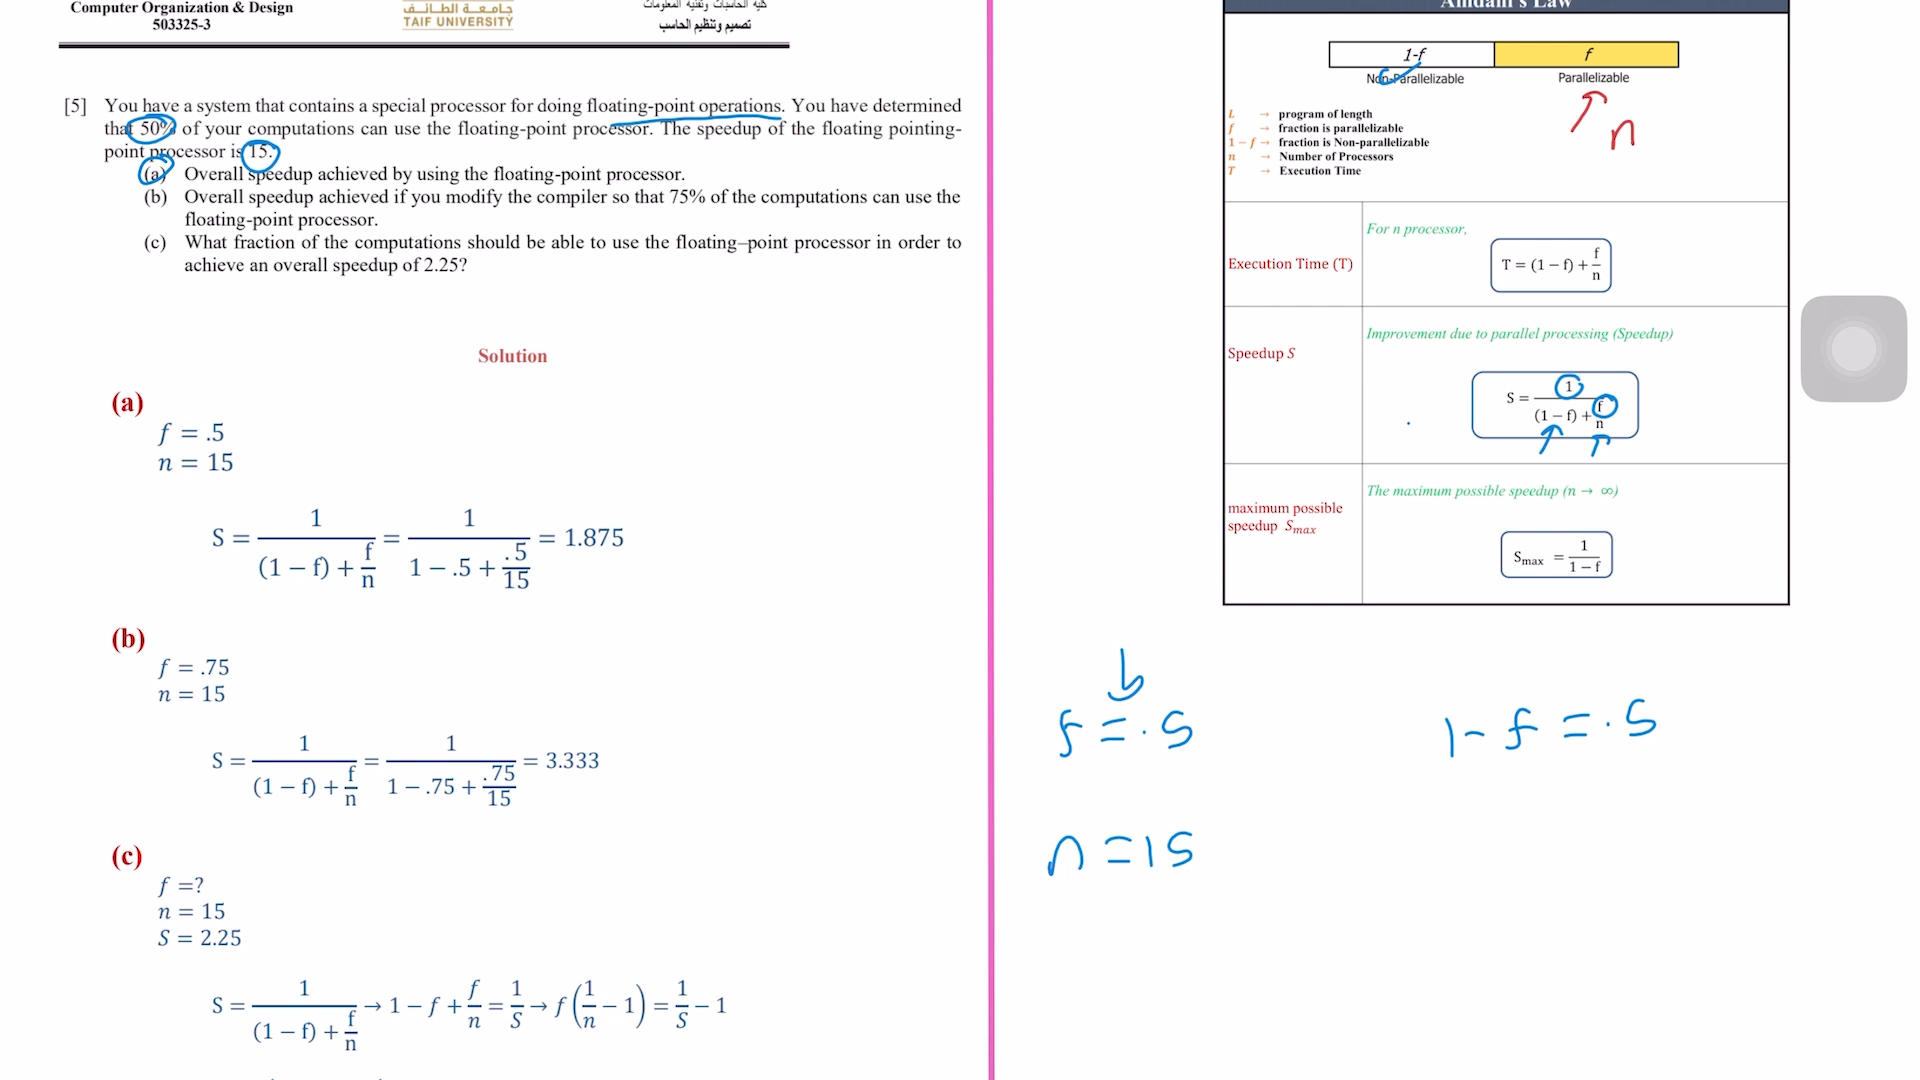 Computer Organization & Design
503325-3
جامعة الطائف
TAIF UNIVERSITY
كلية الحاسبات وتقنية المعلومات
تصميم وتنظيم الحاسب
[5] You have a system that contains a special processor for doing floating-point operations. You have determined
that 50% of your computations can use the floating-point processor. The speedup of the floating pointing-
point processor is 15.
(a) Overall speedup achieved by using the floating-point processor.
(b) Overall speedup achieved if you modify the compiler so that 75% of the computations can use the
floating-point processor.
(c) What fraction of the computations should be able to use the floating–point processor in order to
achieve an overall speedup of 2.25?
Solution
(a)
f = .5
n = 15
S = 1 / ((1 − f) + f/n) = 1 / (1 − .5 + .5/15) = 1.875
(b)
f = .75
n = 15
S = 1 / ((1 − f) + f/n) = 1 / (1 − .75 + .75/15) = 3.333
(c)
f =?
n = 15
S = 2.25
S = 1 / ((1 − f) + f/n) → 1 − f + f/n = 1/S → f(1/n − 1) = 1/S − 1
Amdahl's Law
1-f f
Non-Parallelizable Parallelizable
n
L → program of length
f → fraction is parallelizable
1 − f → fraction is Non-parallelizable
n → Number of Processors
T → Execution Time
For n processor,
Execution Time (T) T = (1 − f) + f/n
Improvement due to parallel processing (Speedup)
Speedup S
S = 1 / ((1 − f) + f/n)
The maximum possible speedup (n → ∞)
maximum possible
speedup Smax
Smax = 1 / (1 − f)
f = .5 1-f = .5
n = 15